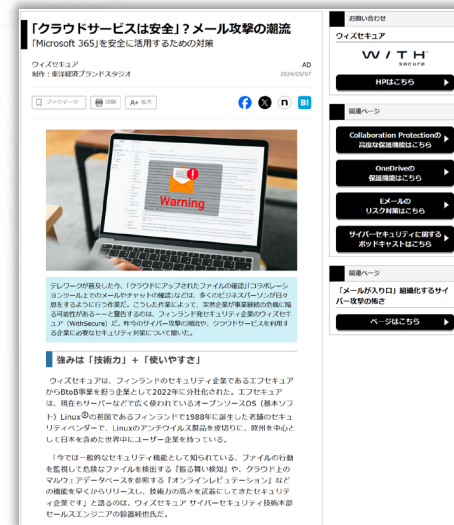 「クラウドサービスは安全」？メール攻撃の潮流
「Microsoft 365」を安全に活用するための対策
ウィズセキュア
制作：東洋経済ブランドスタジオ
AD
2024/05/07
ブックマーク
印刷
A+ 拡大
n
B!
Warning
テレワークが普及した今、「クラウドにアップされたファイルの確認」「コラボレーシ
ョンツール上でのメールやチャットの確認」などは、多くのビジネスパーソンが日々
息をするように行う作業だ。こうした作業によって、突然企業が事業継続の危機に陥
る可能性がある――と警告するのは、フィンランド発セキュリティ企業のウィズセキ
ュア（WithSecure）だ。昨今のサイバー攻撃の潮流や、クラウドサービスを利用す
る企業に必要なセキュリティ対策について聞いた。
強みは「技術力」＋「使いやすさ」
ウィズセキュアは、フィンランドのセキュリティ企業であるエフセキュア
からBtoB事業を担う企業として2022年に分社化された。エフセキュア
は、現在もサーバーなどで広く使われているオープンソースOS（基本ソフ
ト）Linux®の祖国であるフィンランドで1988年に誕生した老舗のセキュ
リティベンダーで、Linuxのアンチウイルス製品を皮切りに、欧州を中心と
して日本を含めた世界中にユーザー企業を持っている。
「今では一般的なセキュリティ機能として知られている、ファイルの行動
を監視して危険なファイルを検出する『振る舞い検知』や、クラウド上の
マルウェアデータベースを参照する『オンラインレピュテーション』など
の機能を早くからリリースし、技術力の高さを武器にしてきたセキュリテ
ィ企業です」と語るのは、ウィズセキュア サイバーセキュリティ技術本部
セールスエンジニアの
お問い合わせ
ウィズセキュア
W / T H
secure
HPはこちら
関連ページ
Collaboration Protectionの
高度な保護機能はこちら
OneDriveの
保護機能はこちら
Eメールの
リスク対策はこちら
サイバーセキュリティに関する
ポッドキャストはこちら
関連ページ
「メールが入り口」組織化するサイ
バー攻撃の怖さ
ページはこちら